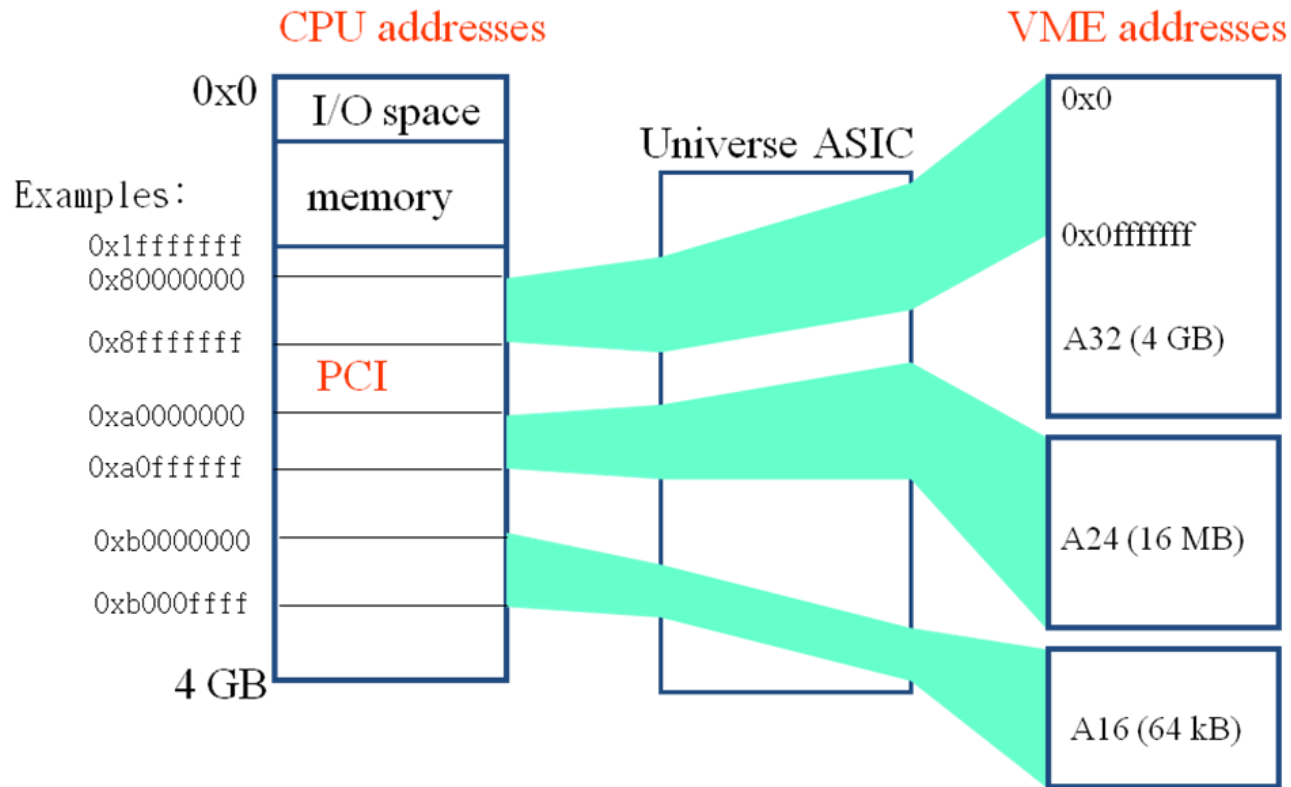 CPU addresses
VME addresses
0x0
I/O space
0x0
Universe ASIC
Examples:
memory
0x1fffffff
0x0fffffff
0x80000000
0x8fffffff
A32 (4 GB)
PCI
0xa0000000
0xa0ffffff
0xb0000000
A24 (16 MB)
0xb000ffff
4 GB
A16 (64 kB)